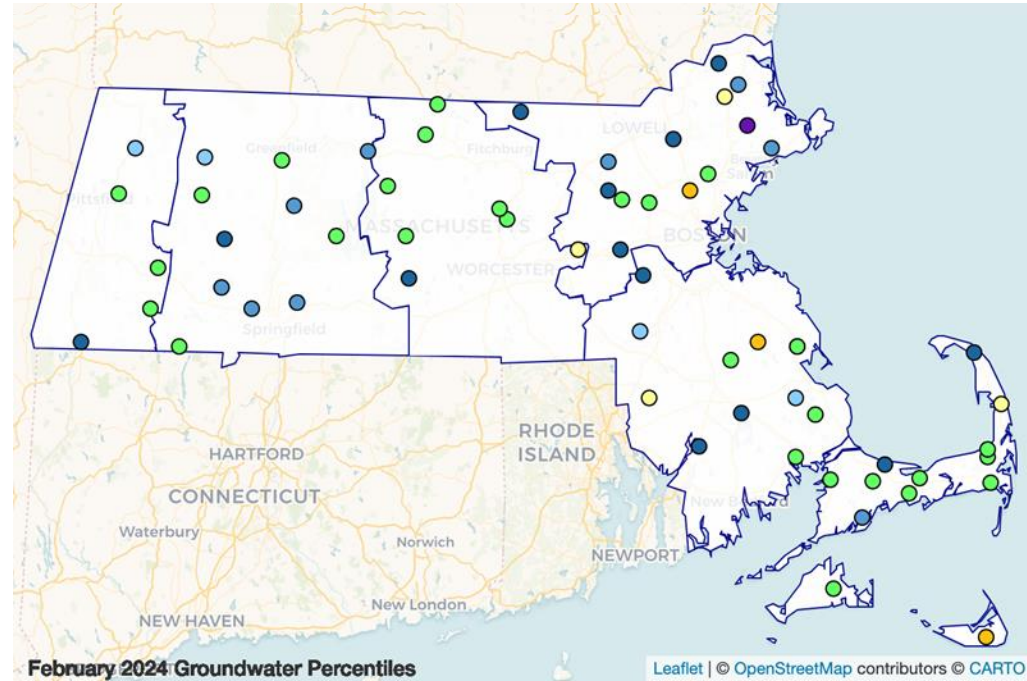 LOWELL
Greenfield
Fitchburg
Salem
Pittsfield
MASSACHUSETTS
BOSTON
WORCESTER
Springfield
RHODE
ISLAND
HARTFORD
CONNECTICUT
New Bedford
Waterbury
Norwich
NEWPORT
New London
NEW HAVEN
February 2024 Groundwater Percentiles
Leaflet | © OpenStreetMap contributors © CARTO